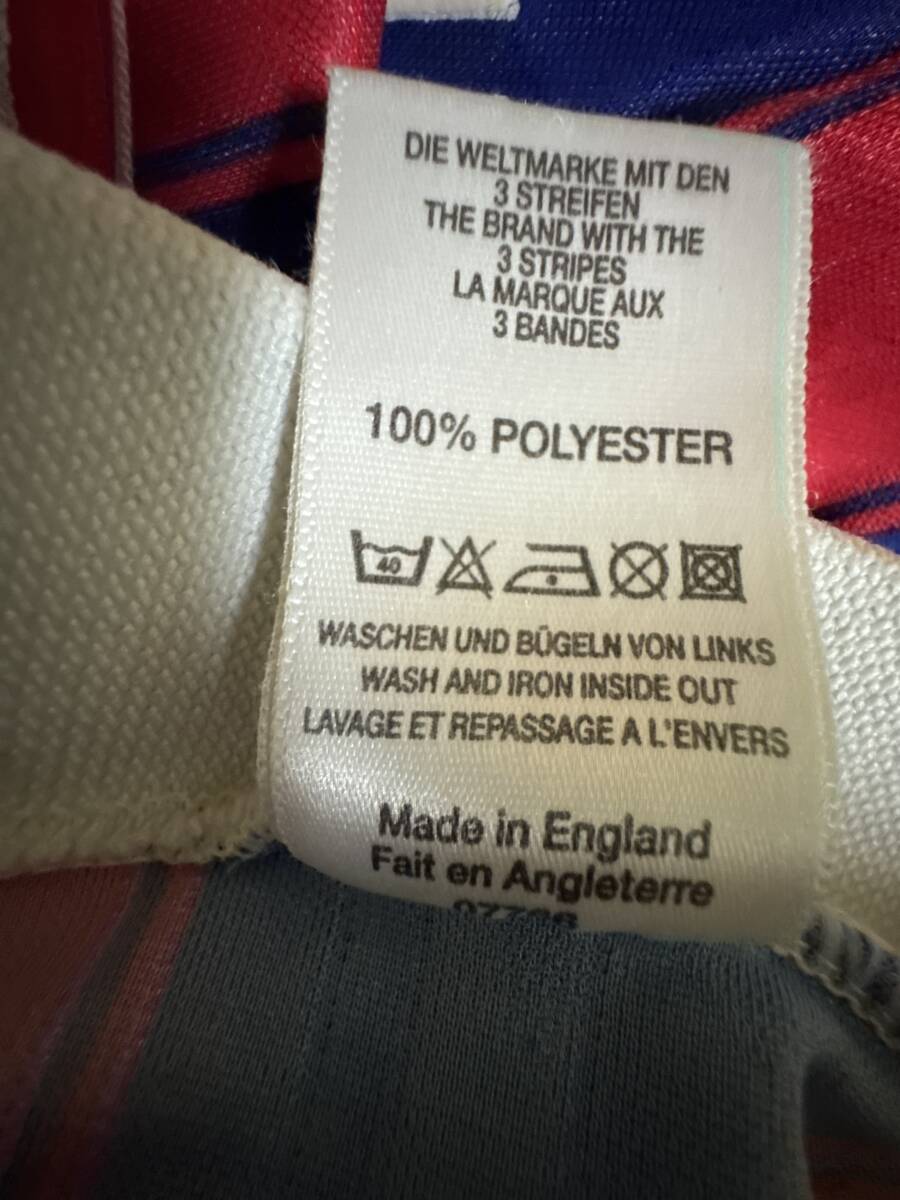 DIE WELTMARKE MIT DEN
3 STREIFEN
THE BRAND WITH THE
3 STRIPES
LA MARQUE AUX
3 BANDES
100% POLYESTER
40
WASCHEN UND BÜGELN VON LINKS
WASH AND IRON INSIDE OUT
LAVAGE ET REPASSAGE A L'ENVERS
Made in England
Fait en Angleterre